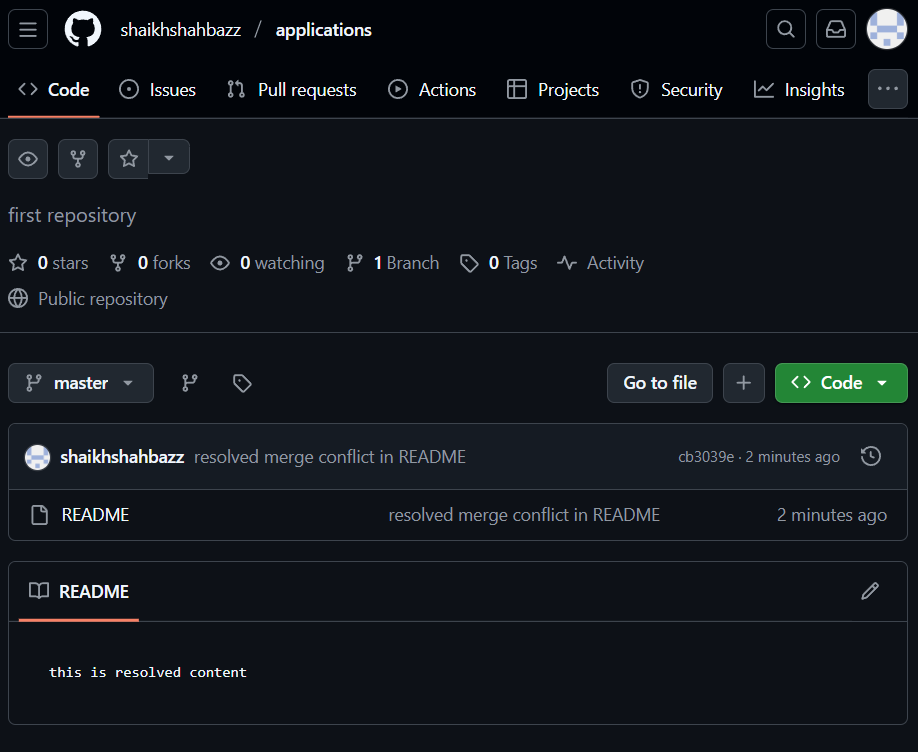 shaikhshahbazz / applications
Code Issues Pull requests Actions Projects Security Insights
first repository
0 stars 0 forks 0 watching 1 Branch 0 Tags Activity
Public repository
master Go to file Code
shaikhshahbazz resolved merge conflict in README cb3039e · 2 minutes ago
README resolved merge conflict in README 2 minutes ago
README
this is resolved content